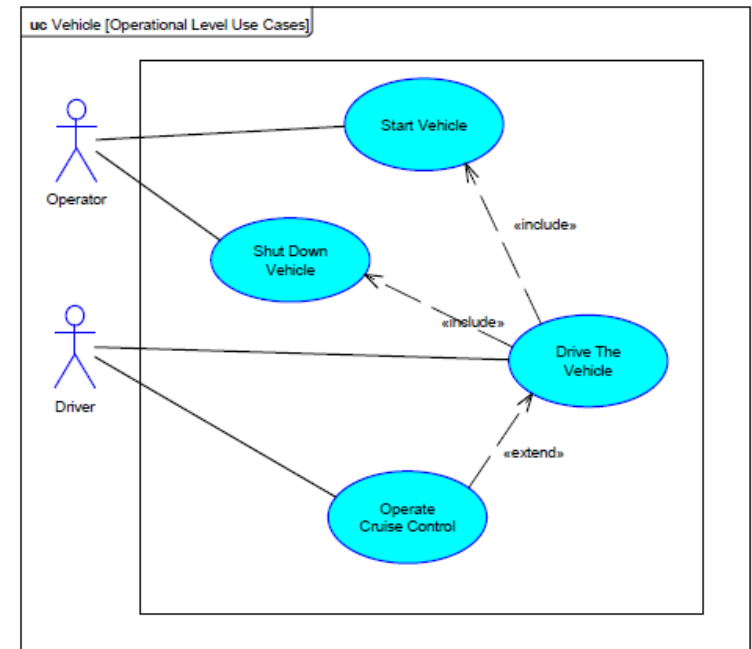 uc Vehicle [Operational Level Use Cases]
Start Vehicle
Operator
«include»
Shut Down
Vehicle
«include»
Drive The
Vehicle
Driver
«extend»
Operate
Cruise Control